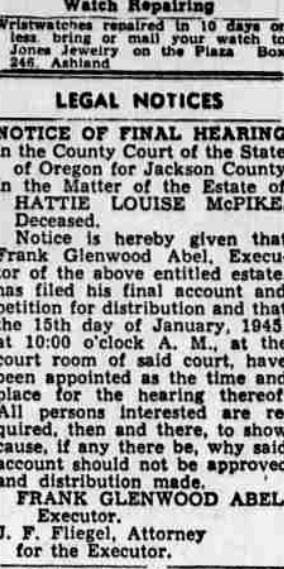 Watch Repairing
Wristwatches repaired in 10 days or
less. bring or mail your watch to
Jones Jewelry on the Plaza Box
246, Ashland
LEGAL NOTICES
NOTICE OF FINAL HEARING
In the County Court of the State
of Oregon for Jackson County
In the Matter of the Estate of
HATTIE LOUISE McPIKE,
Deceased.
Notice is hereby given that
Frank Glenwood Abel, Execu-
tor of the above entitled estate
has filed his final account and
petition for distribution and that
the 15th day of January, 1945
at 10:00 o'clock A. M., at the
court room of said court, have
been appointed as the time and
place for the hearing thereof
All persons interested are re-
quired, then and there, to show
cause, if any there be, why said
account should not be approved
and distribution made.
FRANK GLENWOOD ABEL
Executor.
J. F. Fliegel, Attorney
for the Executor.